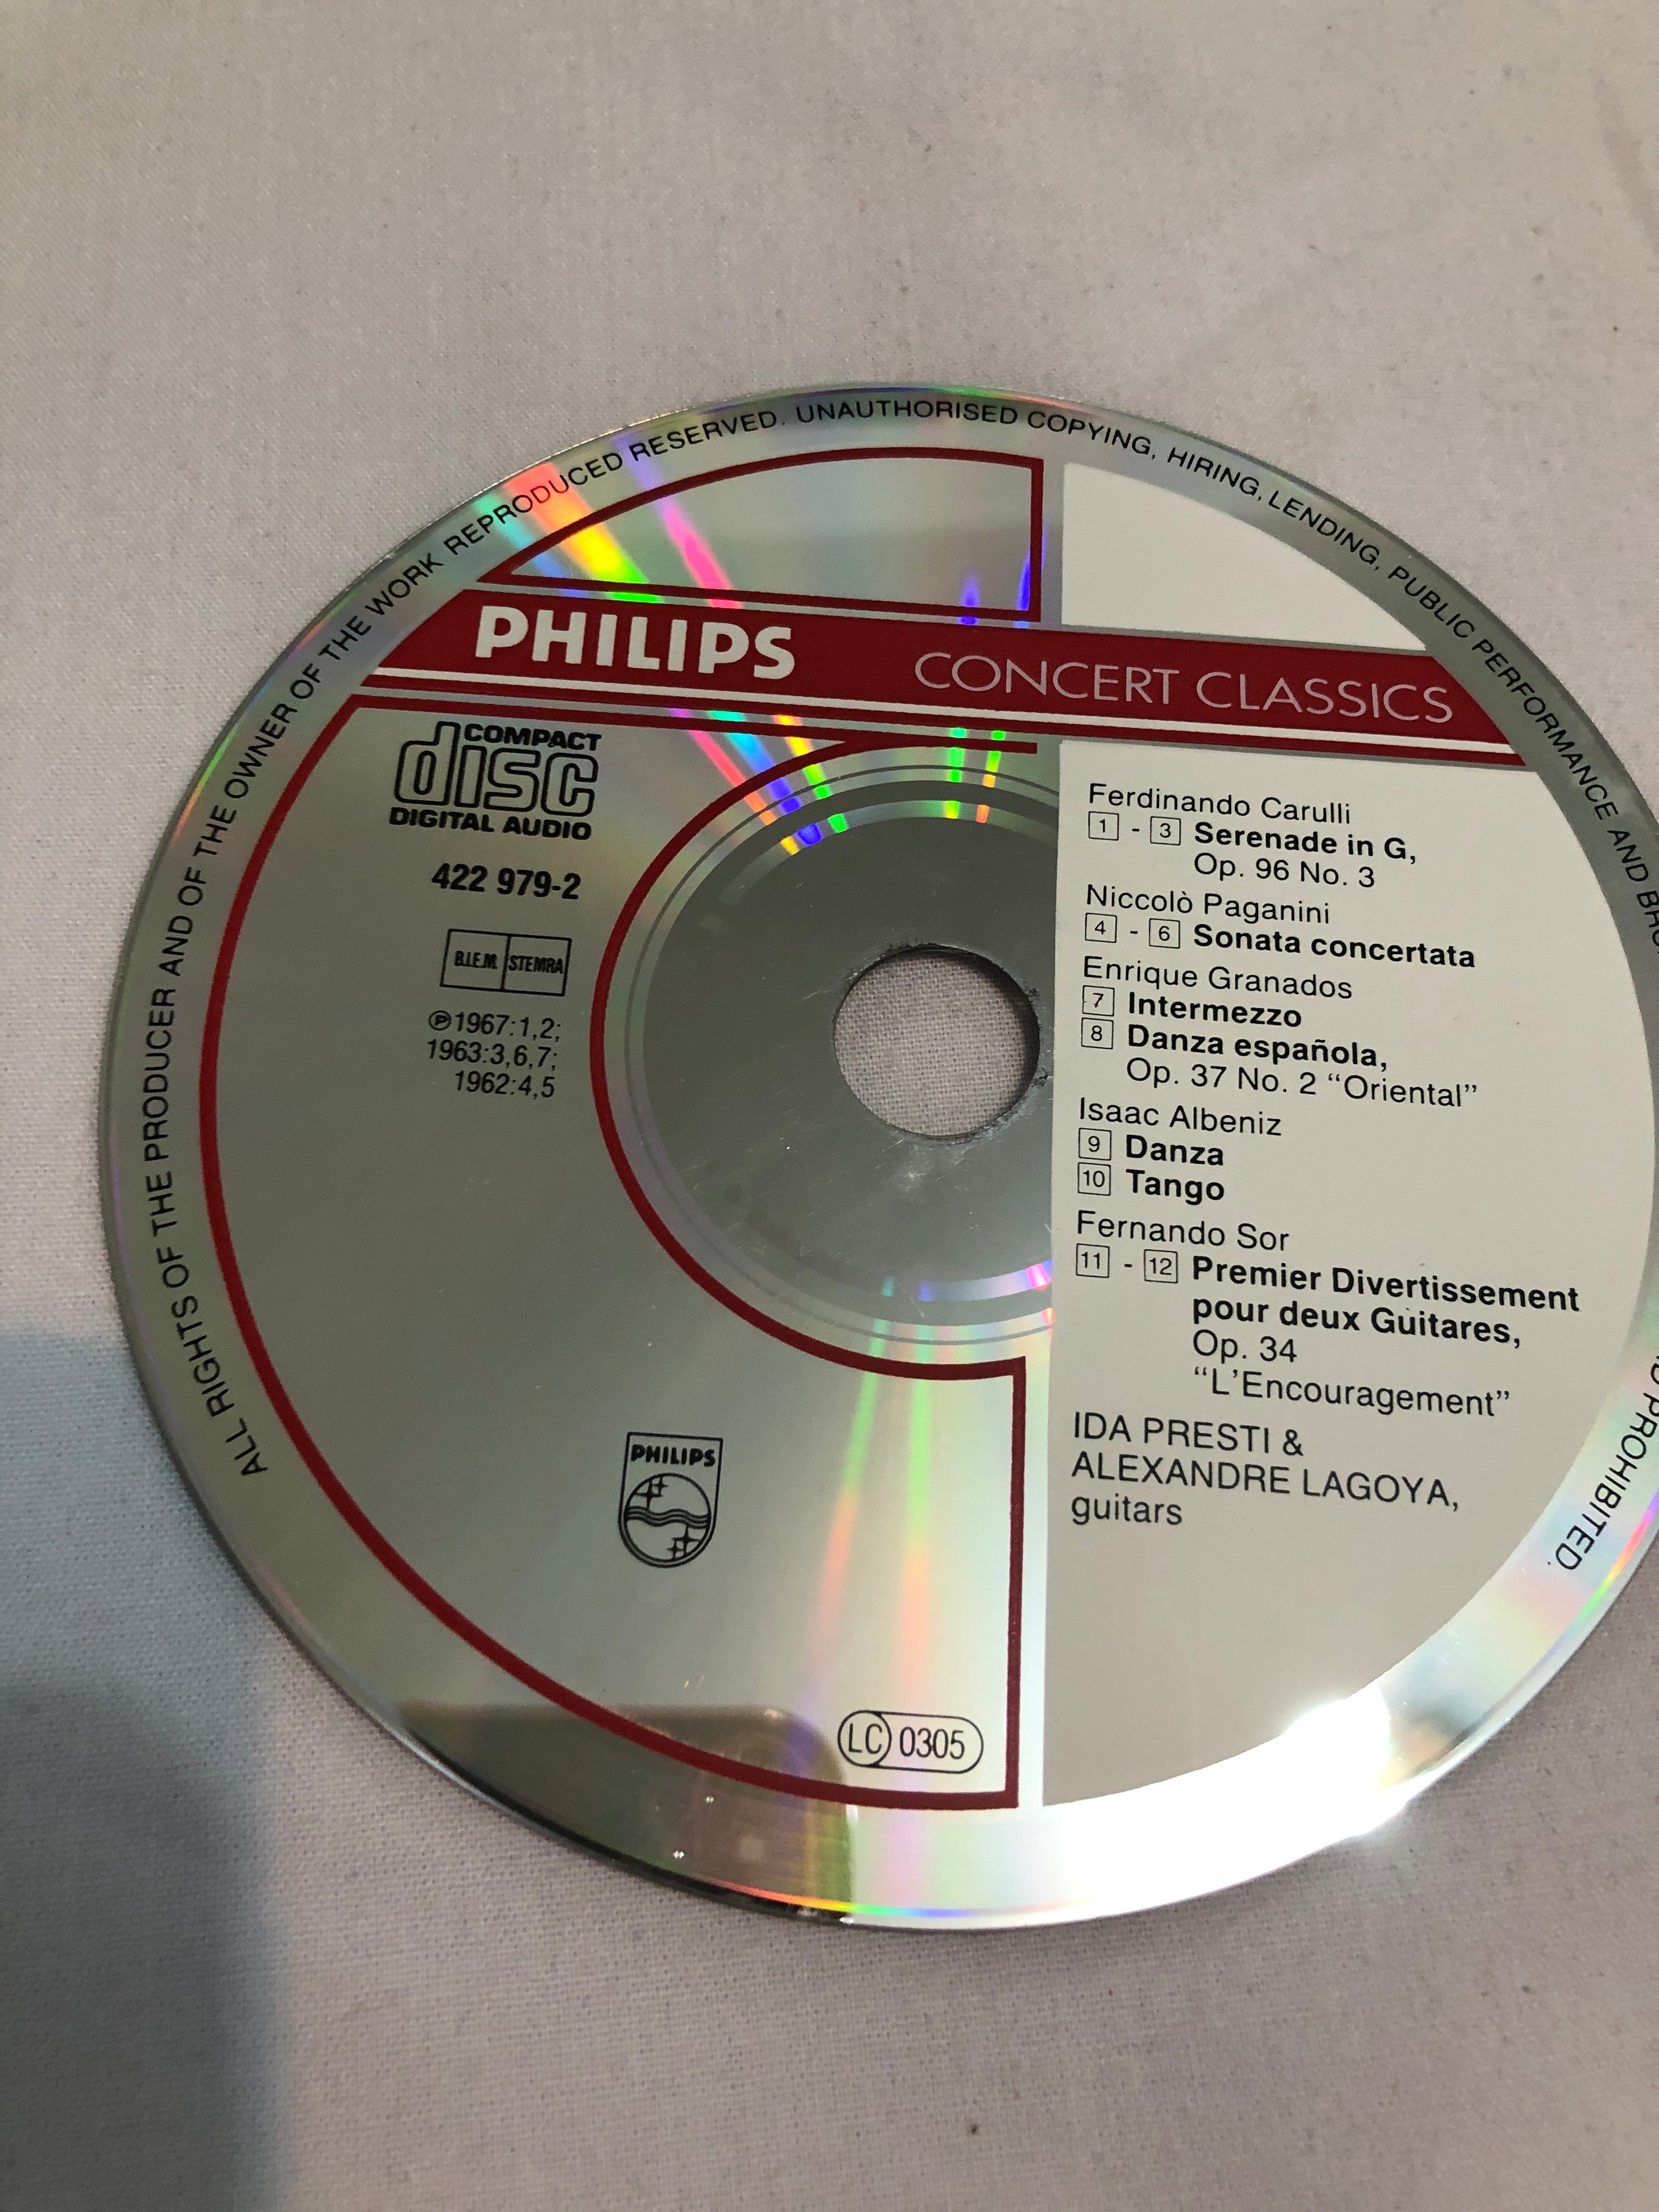 ALL RIGHTS OF THE PRODUCER AND OF THE OWNER OF THE WORK REPRODUCED RESERVED. UNAUTHORISED COPYING, HIRING, LENDING, PUBLIC PERFORMANCE AND PROHIBITED.
PHILIPS CONCERT CLASSICS
COMPACT
disc
DIGITAL AUDIO
422 979-2
B.I.E.M. STEMRA
℗1967:1,2;
1963:3,6,7;
1962:4,5
PHILIPS
LC 0305
Ferdinando Carulli
1 - 3 Serenade in G,
Op. 96 No. 3
Niccolò Paganini
4 - 6 Sonata concertata
Enrique Granados
7 Intermezzo
8 Danza española,
Op. 37 No. 2 “Oriental”
Isaac Albeniz
9 Danza
10 Tango
Fernando Sor
11 - 12 Premier Divertissement
pour deux Guitares,
Op. 34
“L’Encouragement”
IDA PRESTI &
ALEXANDRE LAGOYA,
guitars